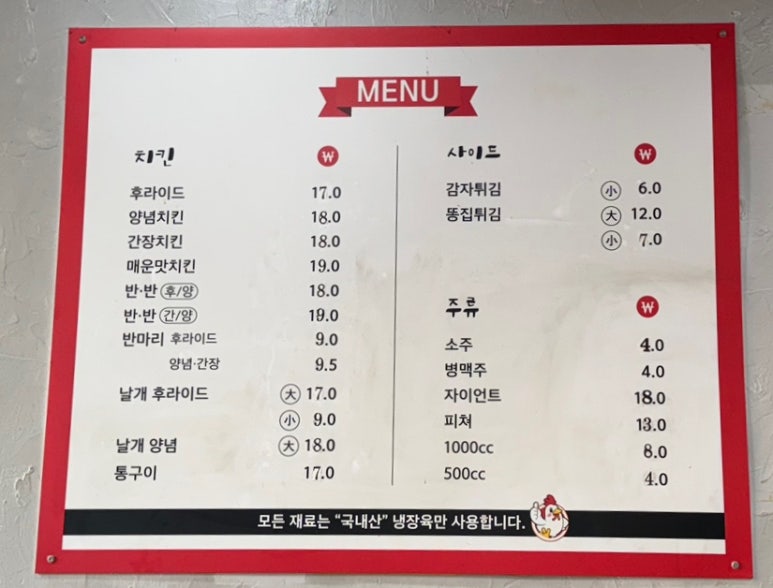 MENU
치킨 ₩
후라이드 17.0
양념치킨 18.0
간장치킨 18.0
매운맛치킨 19.0
반·반 후/양 18.0
반·반 간/양 19.0
반마리 후라이드 9.0
양념·간장 9.5
날개 후라이드 大 17.0
小 9.0
날개 양념 大 18.0
통구이 17.0
사이드 ₩
감자튀김 小 6.0
똥집튀김 大 12.0
小 7.0
주류 ₩
소주 4.0
병맥주 4.0
자이언트 18.0
피쳐 13.0
1000cc 8.0
500cc 4.0
모든 재료는 "국내산" 냉장육만 사용합니다.